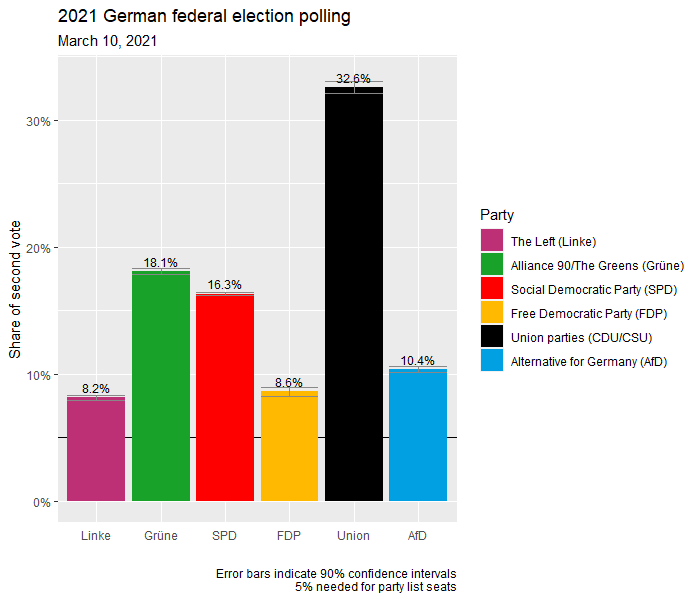 2021 German federal election polling
March 10, 2021
Share of second vote
30%
20%
10%
0%
8.2%
18.1%
16.3%
8.6%
32.6%
10.4%
Linke
Grüne
SPD
FDP
Union
AfD
Party
The Left (Linke)
Alliance 90/The Greens (Grüne)
Social Democratic Party (SPD)
Free Democratic Party (FDP)
Union parties (CDU/CSU)
Alternative for Germany (AfD)
Error bars indicate 90% confidence intervals
5% needed for party list seats